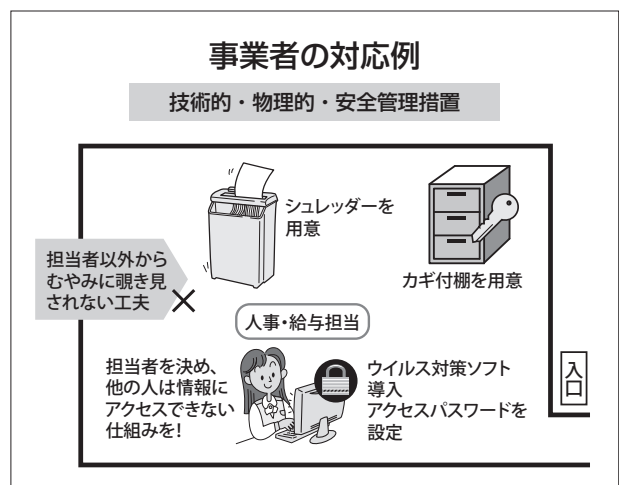 事業者の対応例
技術的・物理的・安全管理措置
シュレッダーを
用意
カギ付棚を用意
担当者以外から
むやみに覗き見
されない工夫
人事・給与担当
担当者を決め、
他の人は情報に
アクセスできない
仕組みを!
ウイルス対策ソフト
導入
アクセスパスワードを
設定
入口